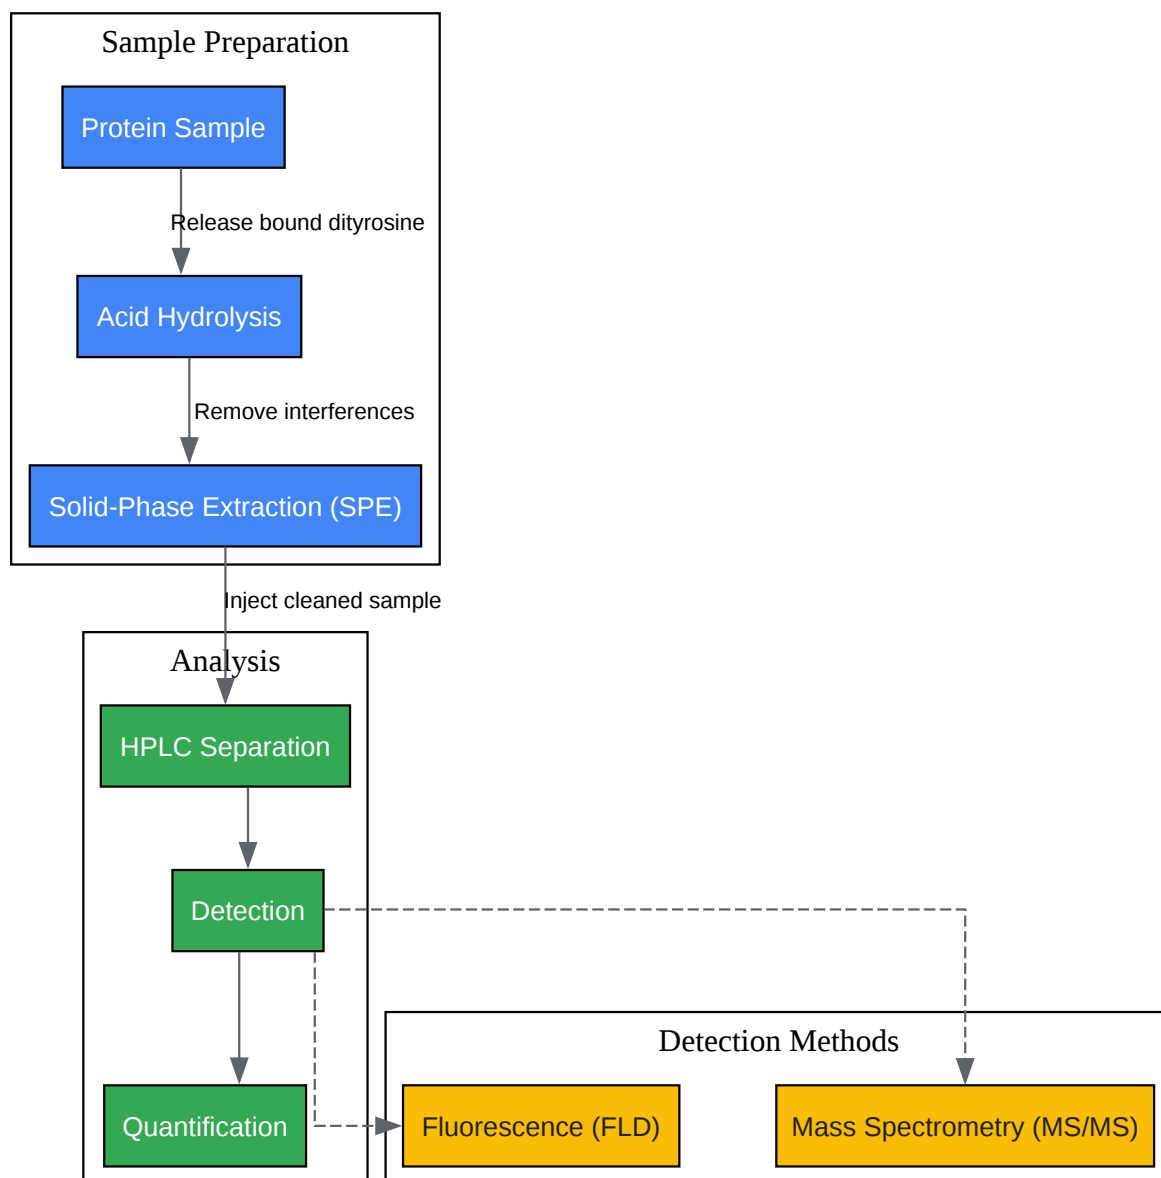 Sample Preparation
Protein Sample
Release bound dityrosine
Acid Hydrolysis
Remove interferences
Solid-Phase Extraction (SPE)
Inject cleaned sample
Analysis
HPLC Separation
Detection
Detection Methods
Quantification
Fluorescence (FLD)
Mass Spectrometry (MS/MS)